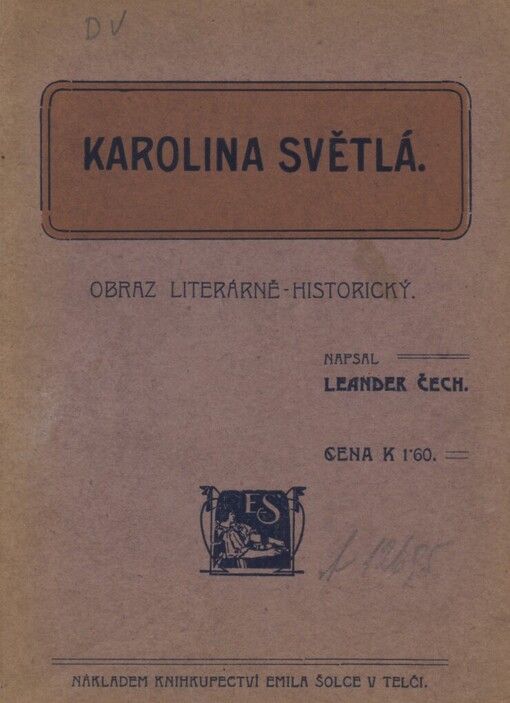 DV
KAROLINA SVĚTLÁ.
OBRAZ LITERÁRNĚ-HISTORICKÝ.
NAPSAL
LEANDER ČECH.
CENA K 1·60.
ES
NÁKLADEM KNIHKUPECTVÍ EMILA ŠOLCE V TELČI.